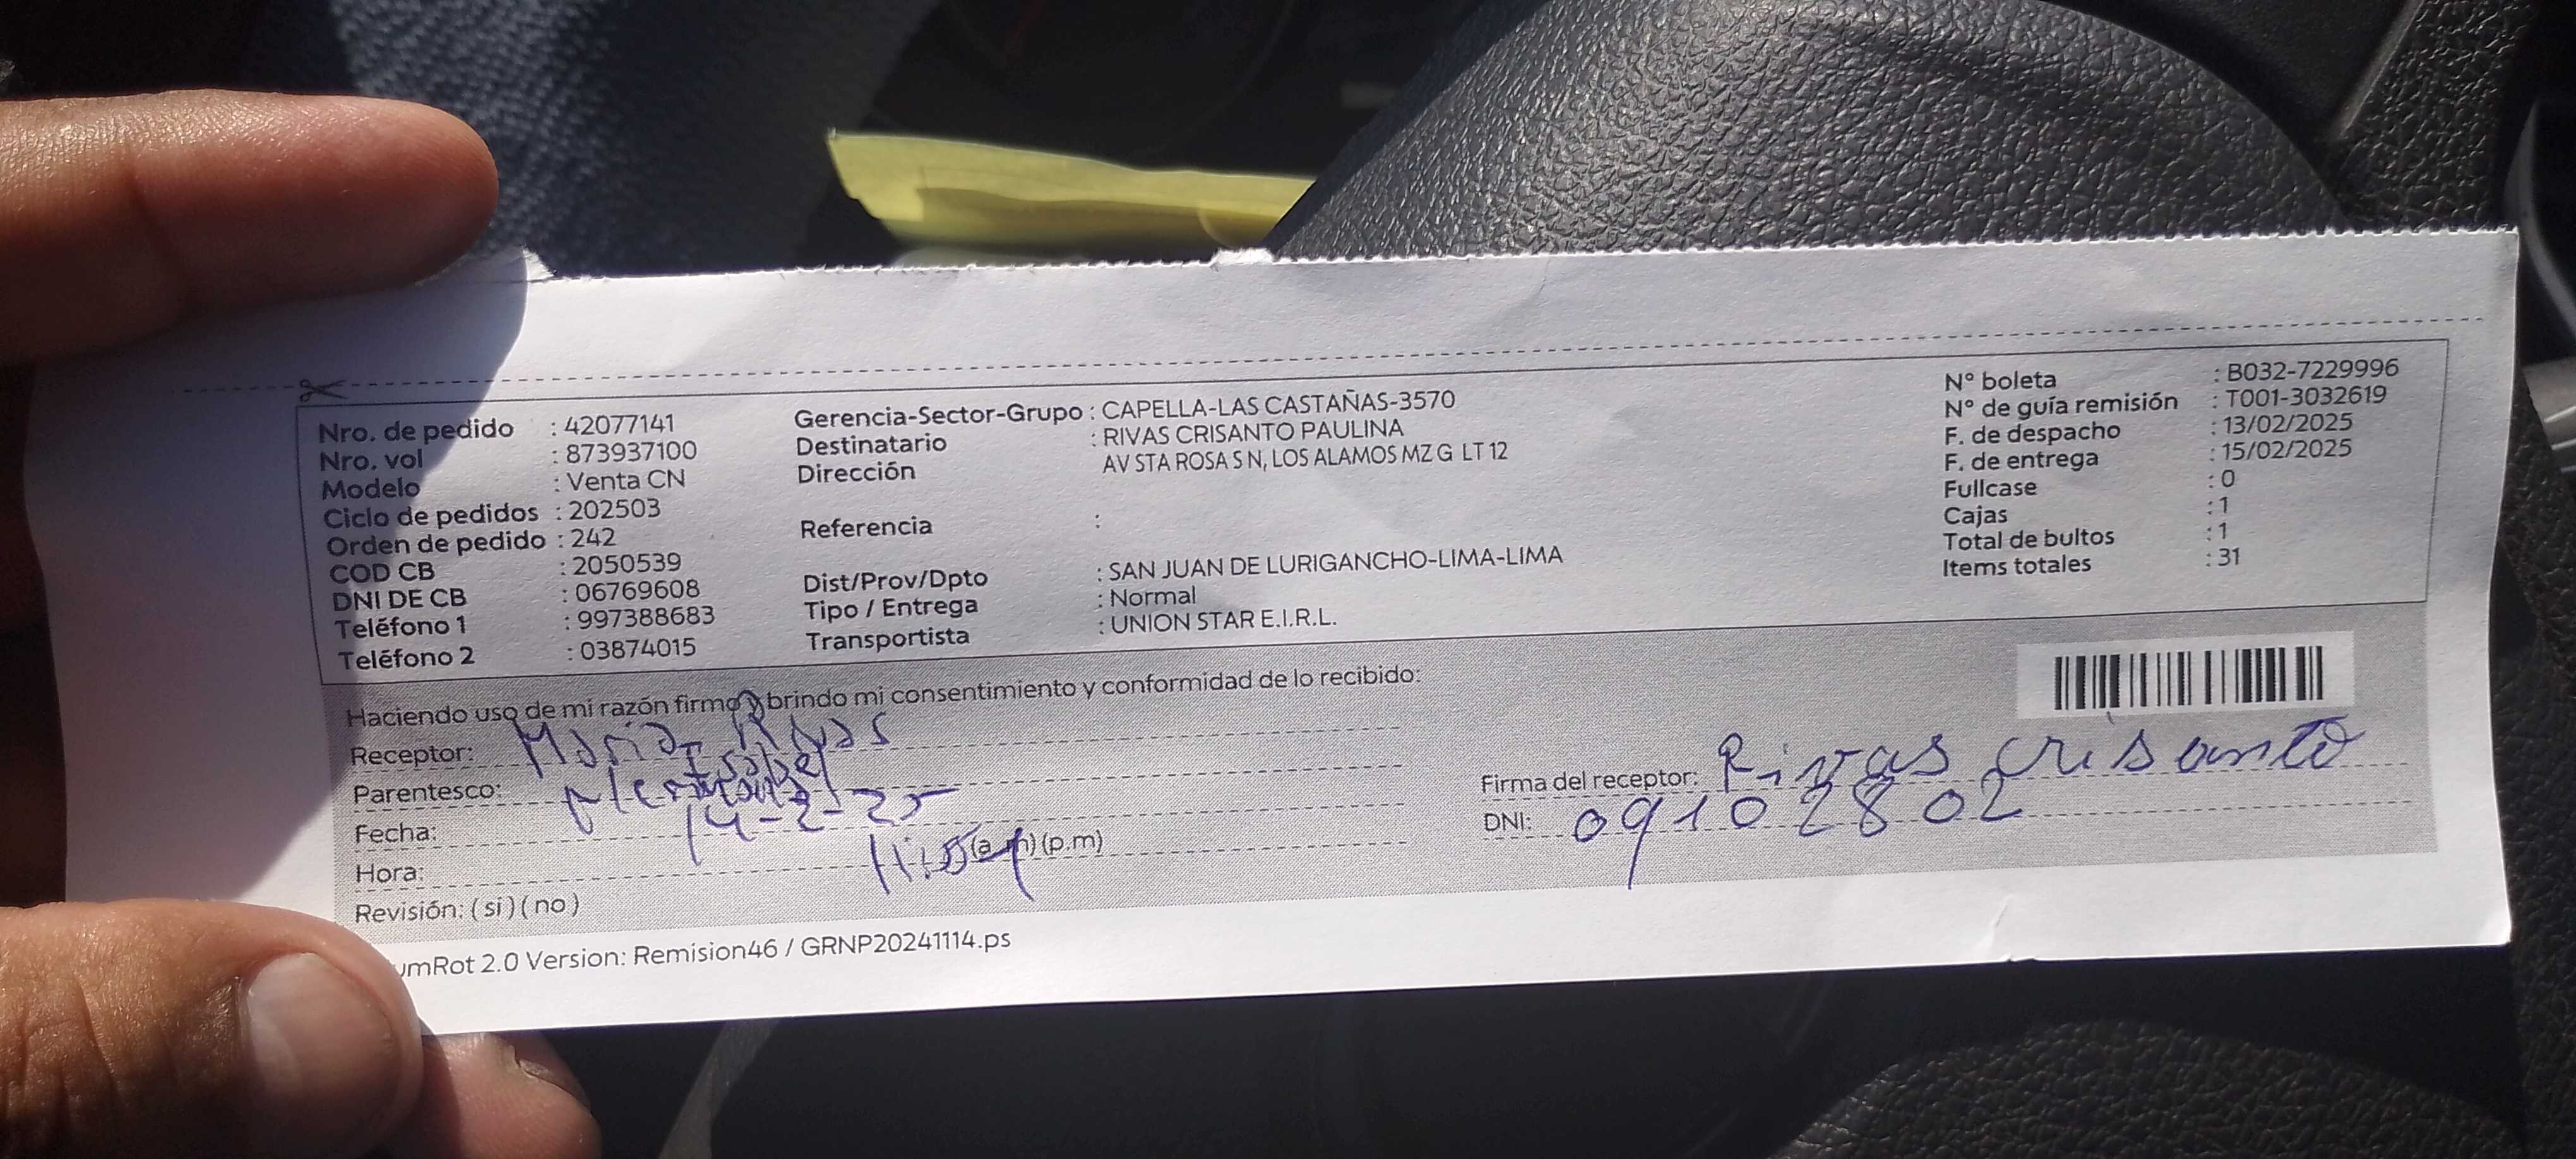 Nro. de pedido : 42077141
Nro. vol : 873937100
Modelo : Venta CN
Ciclo de pedidos : 202503
Orden de pedido : 242
COD CB : 2050539
DNI DE CB : 06769608
Teléfono 1 : 997388683
Teléfono 2 : 03874015
Gerencia-Sector-Grupo : CAPELLA-LAS CASTAÑAS-3570
Destinatario : RIVAS CRISANTO PAULINA
Dirección AV STA ROSA S N, LOS ALAMOS MZ G LT 12
Referencia :
Dist/Prov/Dpto : SAN JUAN DE LURIGANCHO-LIMA-LIMA
Tipo / Entrega : Normal
Transportista : UNION STAR E.I.R.L.
N° boleta : B032-7229996
N° de guía remisión : T001-3032619
F. de despacho : 13/02/2025
F. de entrega : 15/02/2025
Fullcase : 0
Cajas : 1
Total de bultos : 1
Items totales : 31
Haciendo uso de mi razón firmo y brindo mi consentimiento y conformidad de lo recibido:
Receptor: Maria Rivas
Isabel
Parentesco:
Fecha: 14-2-25
Hora: (a.m) (p.m)
Revisión: ( si ) ( no )
Firma del receptor: Rivas crisanto
DNI: 09102802
umRot 2.0 Version: Remision46 / GRNP20241114.ps